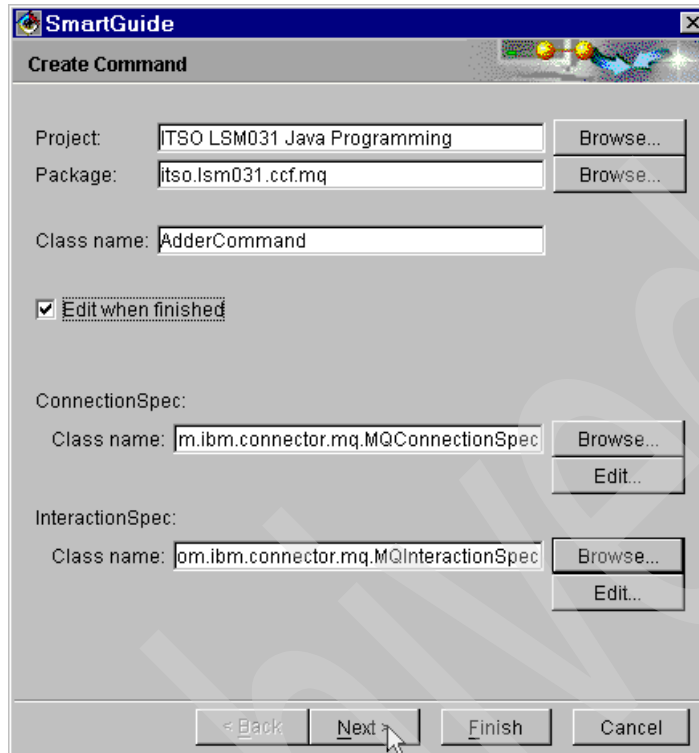 SmartGuide
Create Command
Project: ITSO LSM031 Java Programming Browse...
Package: itso.lsm031.ccf.mq Browse...
Class name: AdderCommand
Edit when finished
ConnectionSpec:
Class name: m.ibm.connector.mq.MQConnectionSpec Browse...
Edit...
InteractionSpec:
Class name: om.ibm.connector.mq.MQInteractionSpec Browse...
Edit...
< Back Next > Finish Cancel